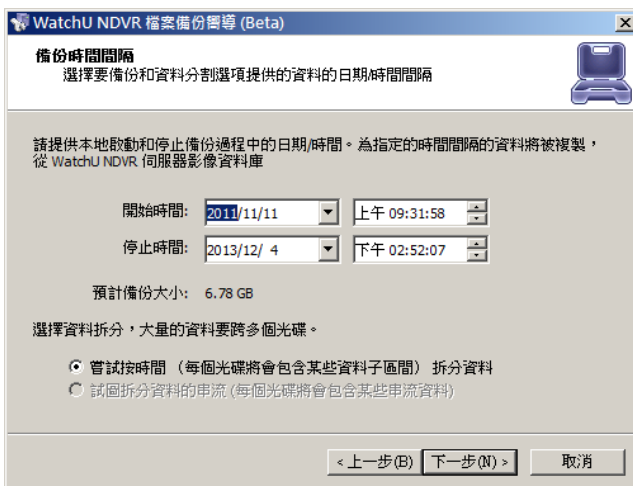 WatchU NDVR 檔案備份嚮導 (Beta)
備份時間間隔
選擇要備份和資料分割選項提供的資料的日期/時間間隔
請提供本地啟動和停止備份過程中的日期/時間。為指定的時間間隔的資料將被複製，
從 WatchU NDVR 伺服器影像資料庫
開始時間: 2011/11/11 上午 09:31:58
停止時間: 2013/12/ 4 下午 02:52:07
預計備份大小: 6.78 GB
選擇資料拆分，大量的資料要跨多個光碟。
嘗試按時間 (每個光碟將會包含某些資料子區間) 拆分資料
試圖拆分資料的串流 (每個光碟將會包含某些串流資料)
< 上一步(B) 下一步(N) > 取消